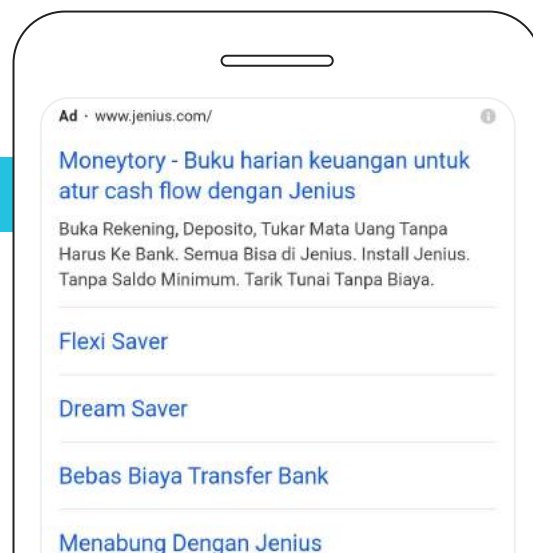 Ad · www.jenius.com/
Moneytory - Buku harian keuangan untuk
atur cash flow dengan Jenius
Buka Rekening, Deposito, Tukar Mata Uang Tanpa
Harus Ke Bank. Semua Bisa di Jenius. Install Jenius.
Tanpa Saldo Minimum. Tarik Tunai Tanpa Biaya.
Flexi Saver
Dream Saver
Bebas Biaya Transfer Bank
Menabung Dengan Jenius